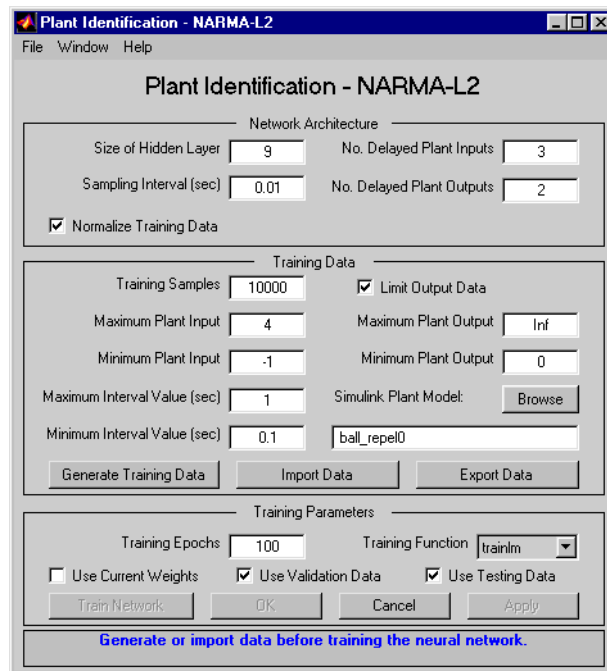 Plant Identification - NARMA-L2
File Window Help
Plant Identification - NARMA-L2
Network Architecture
Size of Hidden Layer 9 No. Delayed Plant Inputs 3
Sampling Interval (sec) 0.01 No. Delayed Plant Outputs 2
Normalize Training Data
Training Data
Training Samples 10000 Limit Output Data
Maximum Plant Input 4 Maximum Plant Output Inf
Minimum Plant Input -1 Minimum Plant Output 0
Maximum Interval Value (sec) 1 Simulink Plant Model: Browse
Minimum Interval Value (sec) 0.1 ball_repel0
Generate Training Data Import Data Export Data
Training Parameters
Training Epochs 100 Training Function trainlm
Use Current Weights Use Validation Data Use Testing Data
Train Network OK Cancel Apply
Generate or import data before training the neural network.